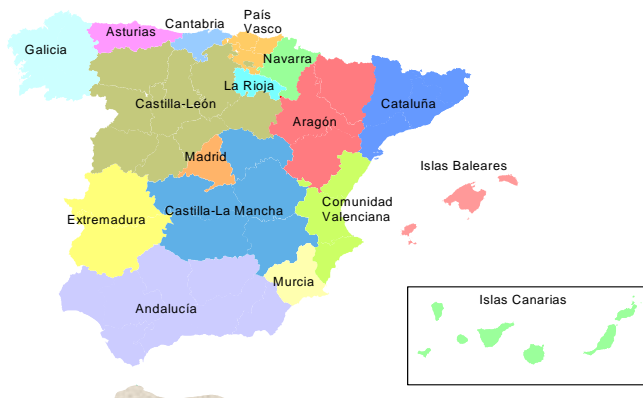 País
Vasco
Cantabria
Asturias
Galicia
Navarra
La Rioja
Castilla-León
Cataluña
Aragón
Madrid
Islas Baleares
Comunidad
Valenciana
Castilla-La Mancha
Extremadura
Murcia
Andalucía
Islas Canarias